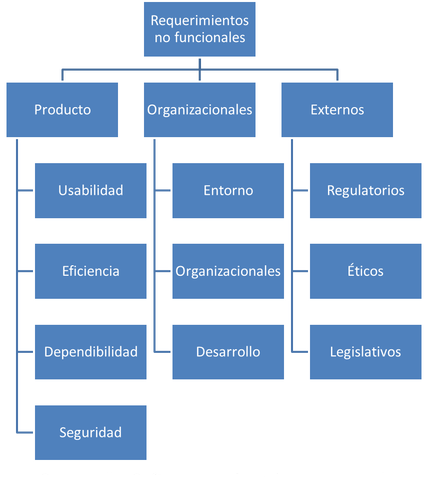 Requerimientos
no funcionales
Producto
Organizacionales
Externos
Usabilidad
Entorno
Regulatorios
Eficiencia
Organizacionales
Éticos
Dependibilidad
Desarrollo
Legislativos
Seguridad